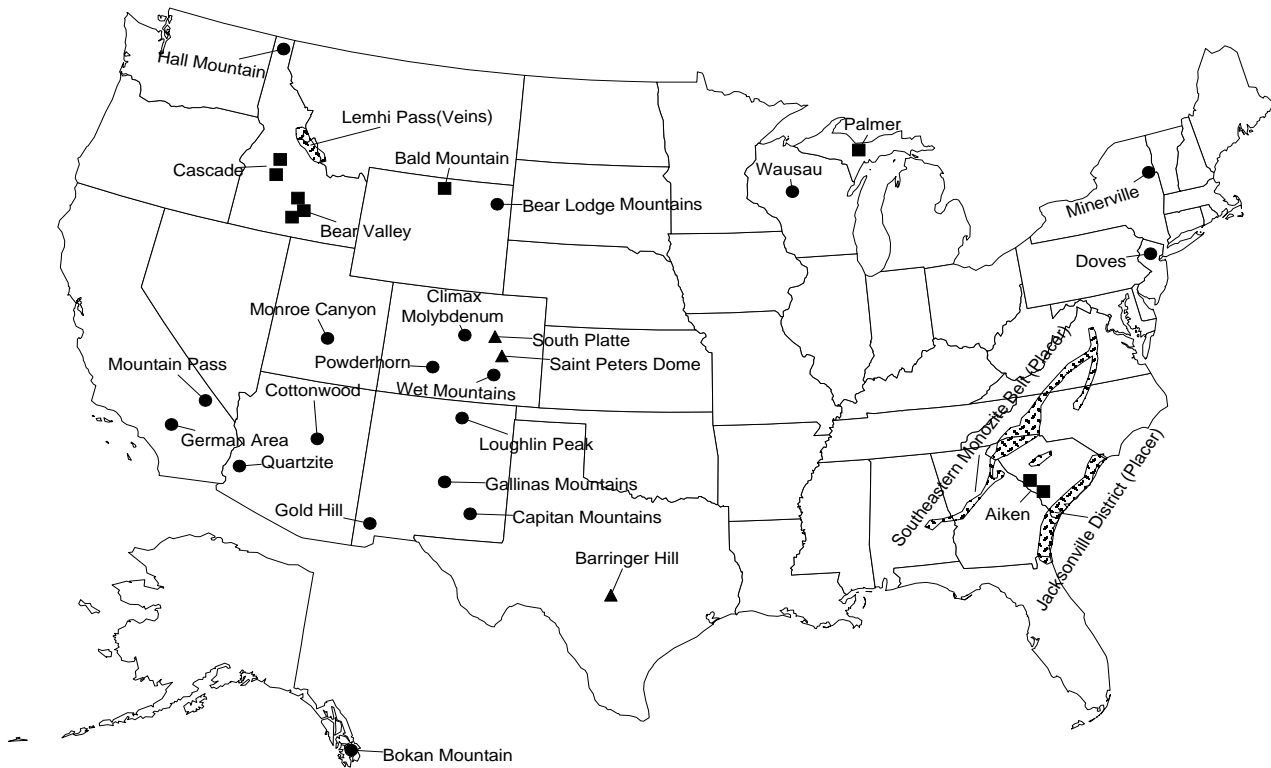 Hall Mountain
Lemhi Pass(Veins)
Palmer
Cascade
Bald Mountain
Wausau
Bear Lodge Mountains
Minerville
Bear Valley
Doves
Monroe Canyon
Climax
Molybdenum
South Platte
Mountain Pass
Powderhorn
Saint Peters Dome
Cottonwood
Wet Mountains
German Area
Loughlin Peak
Quartzite
Gallinas Mountains
Gold Hill
Capitan Mountains
Southeastern Monozite Bell (Placer)
Aiken
Jacksonville District (Placer)
Barringer Hill
Bokan Mountain